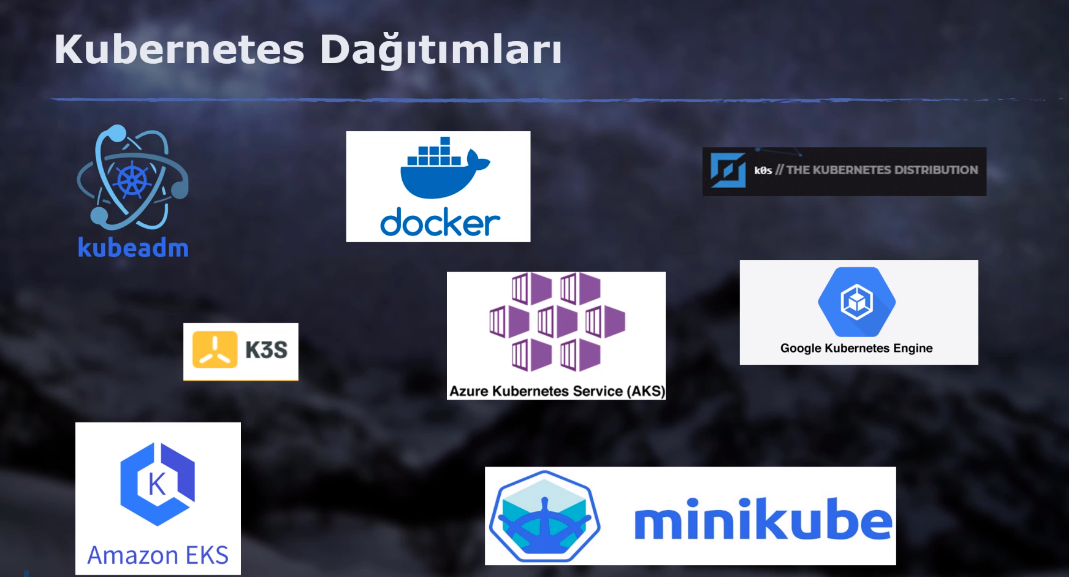 Kubernetes Dağıtımları
kubeadm
docker
k0s // THE KUBERNETES DISTRIBUTION
K3S
Azure Kubernetes Service (AKS)
Google Kubernetes Engine
K
Amazon EKS
minikube